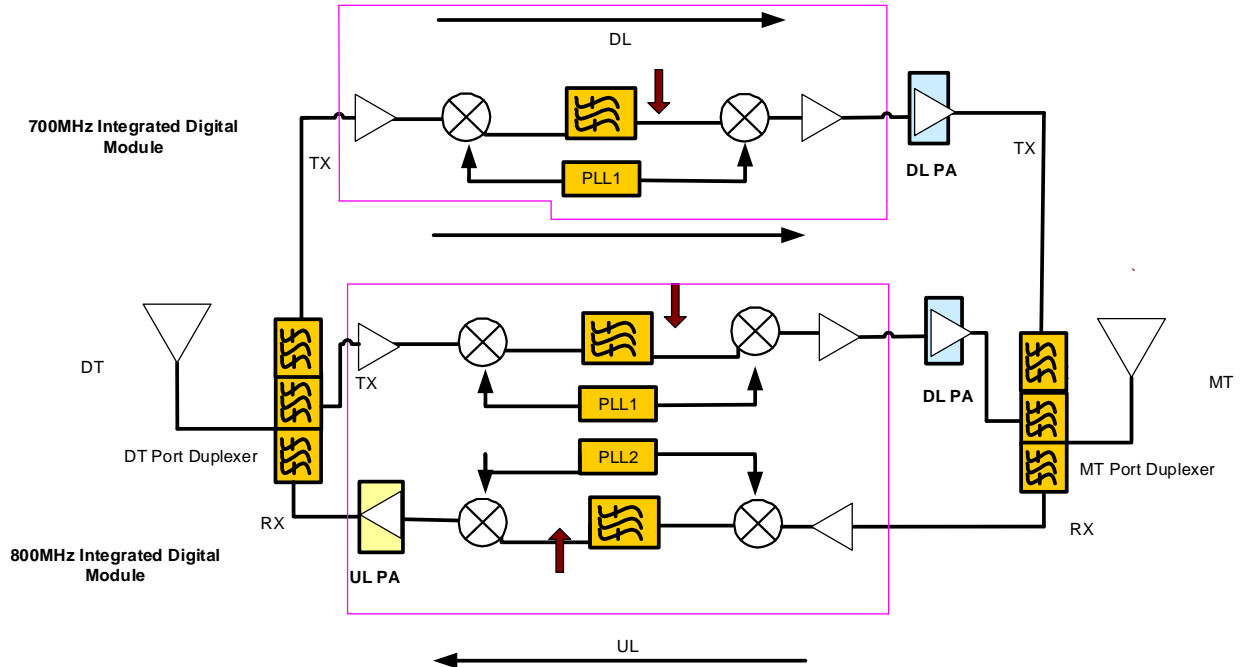 DL
700MHz Integrated Digital
Module
TX
PLL1
DL PA
TX
DT
TX
PLL1
DL PA
MT
DT Port Duplexer
PLL2
MT Port Duplexer
RX
UL PA
RX
800MHz Integrated Digital
Module
UL